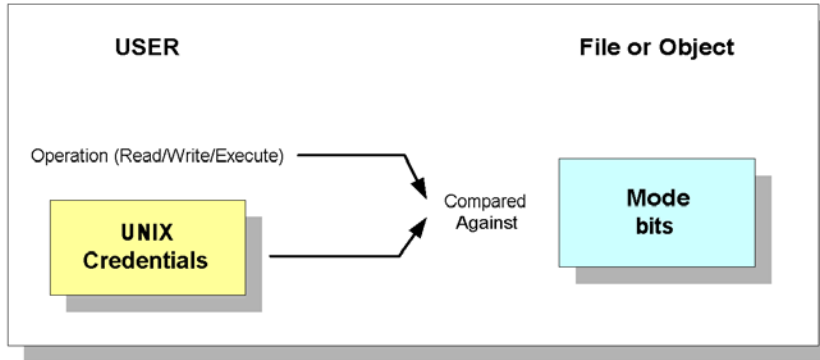 USER
File or Object
Operation (Read/Write/Execute)
UNIX
Credentials
Compared
Against
Mode
bits